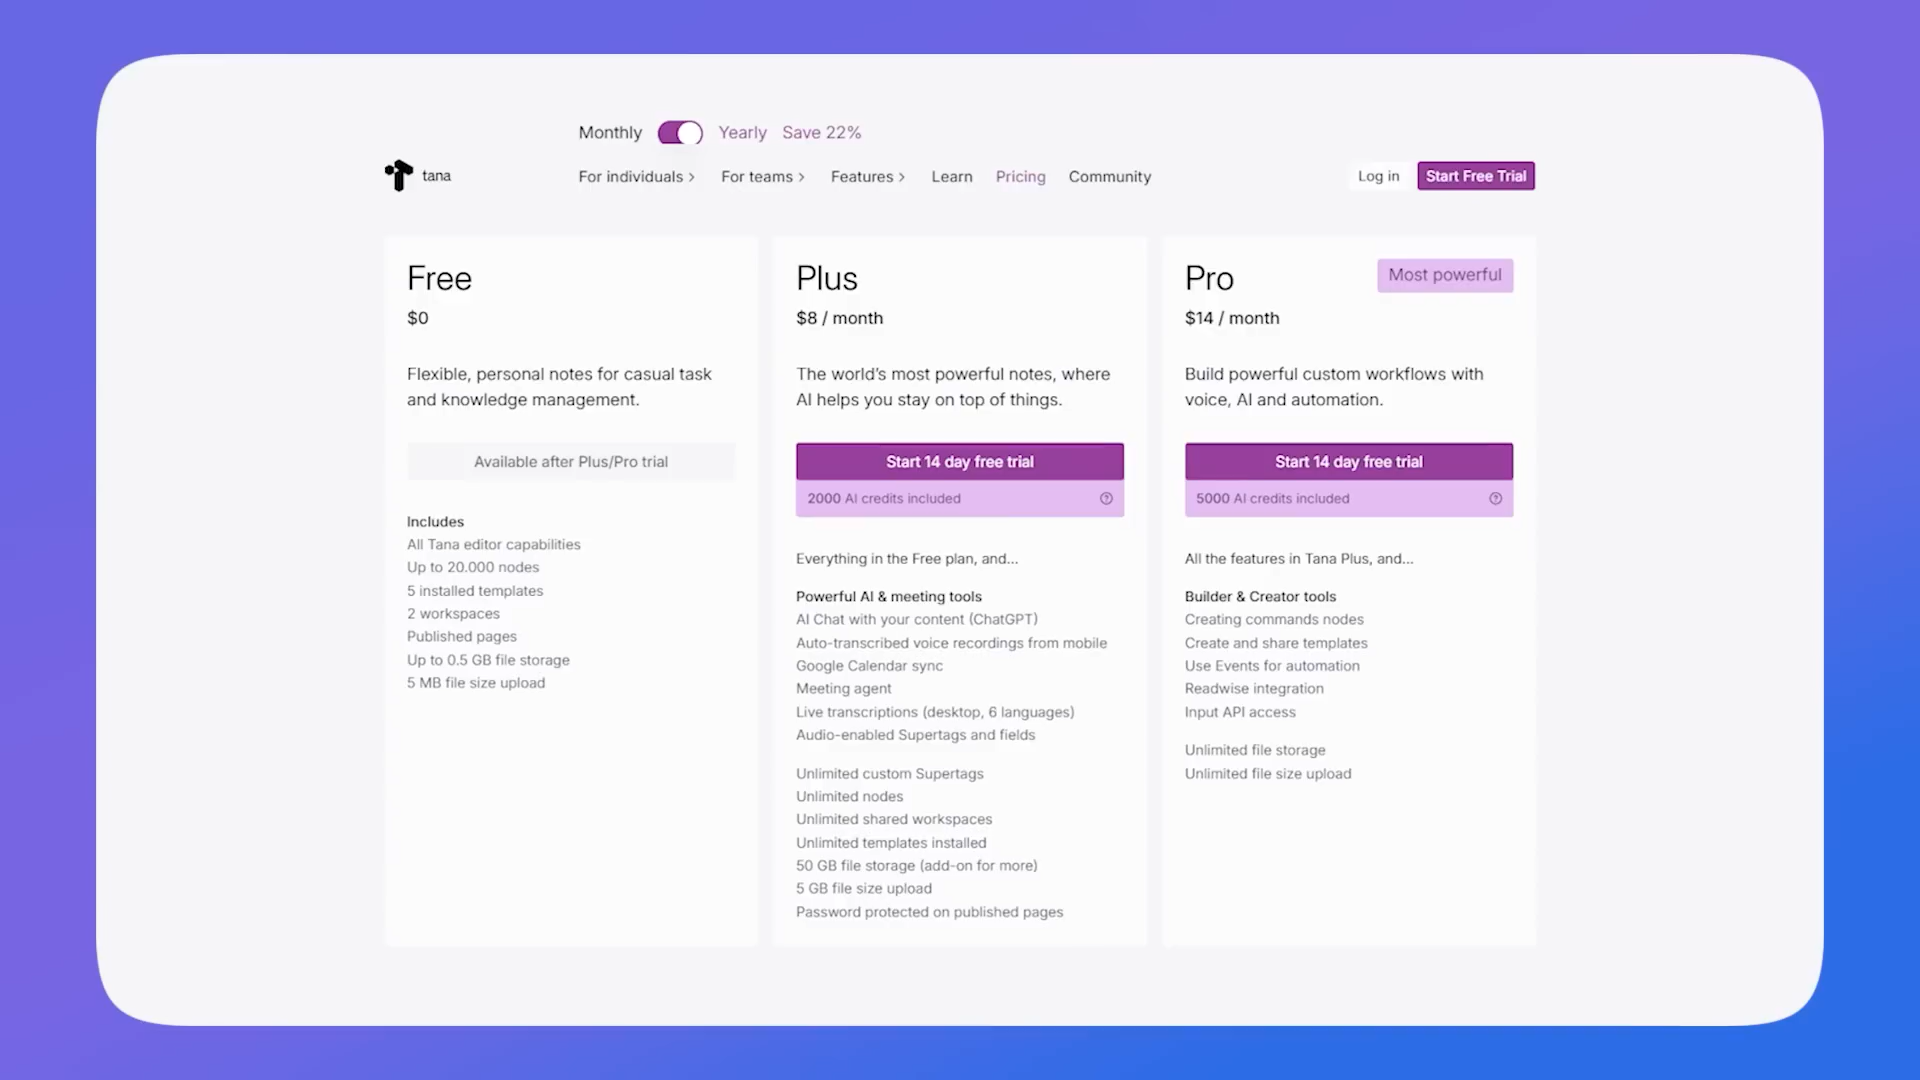 Monthly Yearly Save 22%
tana For individuals For teams Features Learn Pricing Community Log in Start Free Trial
Free
$0
Flexible, personal notes for casual task
and knowledge management.
Available after Plus/Pro trial
Includes
All Tana editor capabilities
Up to 20.000 nodes
5 installed templates
2 workspaces
Published pages
Up to 0.5 GB file storage
5 MB file size upload
Plus
$8 / month
The world's most powerful notes, where
AI helps you stay on top of things.
Start 14 day free trial
2000 AI credits included
Everything in the Free plan, and...
Powerful AI & meeting tools
AI Chat with your content (ChatGPT)
Auto-transcribed voice recordings from mobile
Google Calendar sync
Meeting agent
Live transcriptions (desktop, 6 languages)
Audio-enabled Supertags and fields
Unlimited custom Supertags
Unlimited nodes
Unlimited shared workspaces
Unlimited templates installed
50 GB file storage (add-on for more)
5 GB file size upload
Password protected on published pages
Pro
Most powerful
$14 / month
Build powerful custom workflows with
voice, AI and automation.
Start 14 day free trial
5000 AI credits included
All the features in Tana Plus, and...
Builder & Creator tools
Creating commands nodes
Create and share templates
Use Events for automation
Readwise integration
Input API access
Unlimited file storage
Unlimited file size upload